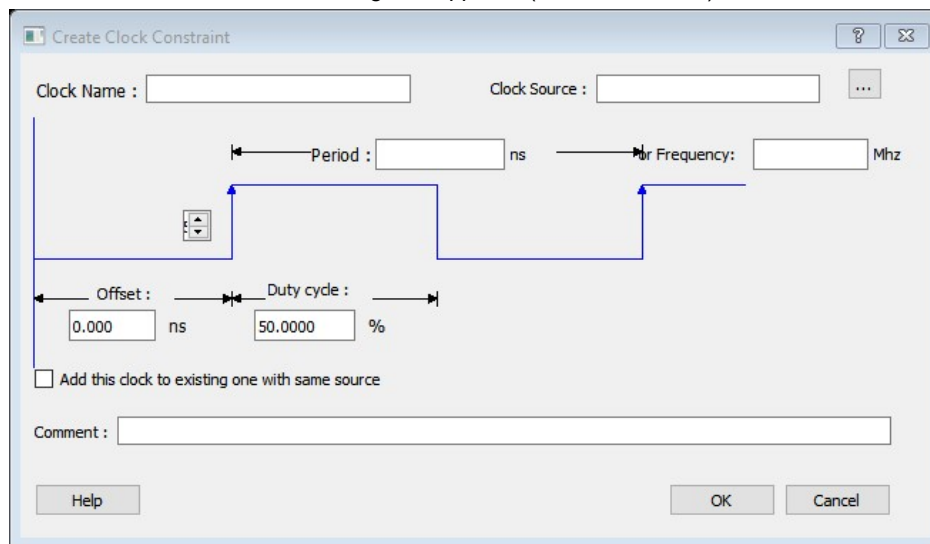 Create Clock Constraint
Clock Name : Clock Source : ...
Period : ns or Frequency: Mhz
Offset : Duty cycle :
0.000 ns 50.0000 %
Add this clock to existing one with same source
Comment :
Help OK Cancel